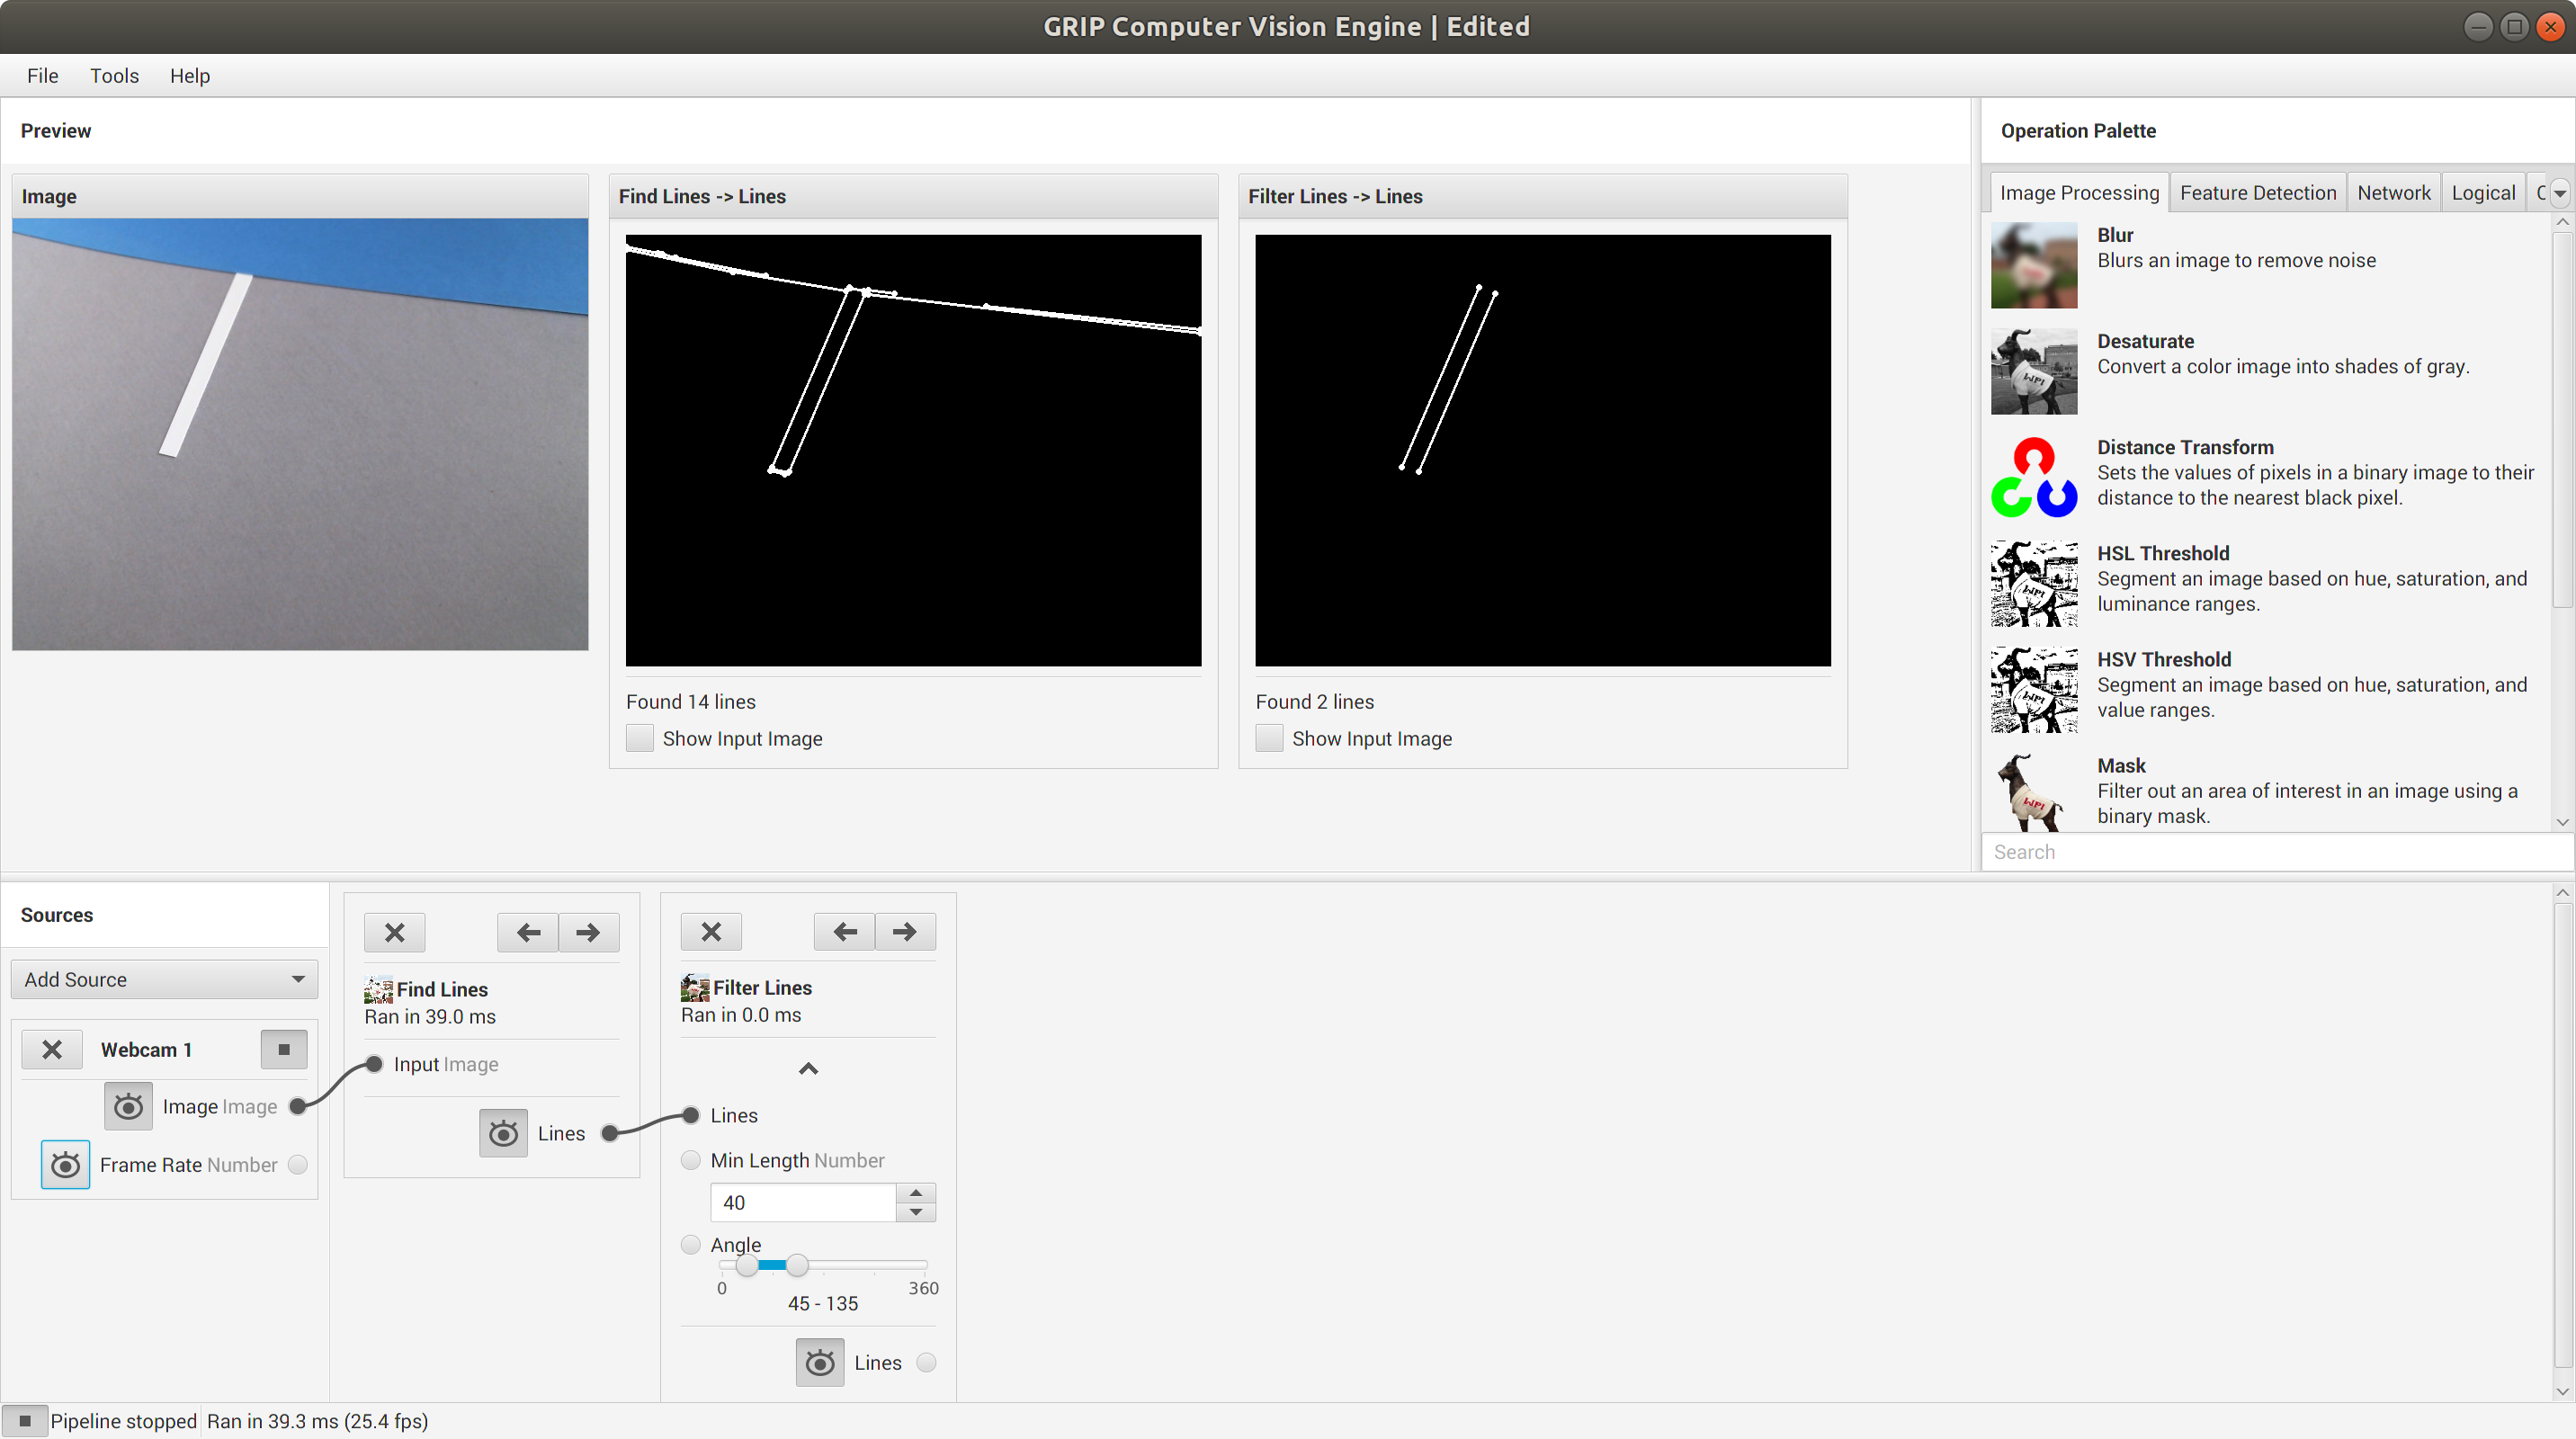 GRIP Computer Vision Engine | Edited
File Tools Help
Preview
Image
Find Lines -> Lines
Found 14 lines
Show Input Image
Filter Lines -> Lines
Found 2 lines
Show Input Image
Operation Palette
Image Processing Feature Detection Network Logical
Blur
Blurs an image to remove noise
Desaturate
Convert a color image into shades of gray.
Distance Transform
Sets the values of pixels in a binary image to their
distance to the nearest black pixel.
HSL Threshold
Segment an image based on hue, saturation, and
luminance ranges.
HSV Threshold
Segment an image based on hue, saturation, and
value ranges.
Mask
Filter out an area of interest in an image using a
binary mask.
Search
Sources
Add Source
Webcam 1
Image Image
Frame Rate Number
Find Lines
Ran in 39.0 ms
Input Image
Lines
Filter Lines
Ran in 0.0 ms
Lines
Min Length Number
40
Angle
0 360
45 - 135
Lines
Pipeline stopped Ran in 39.3 ms (25.4 fps)